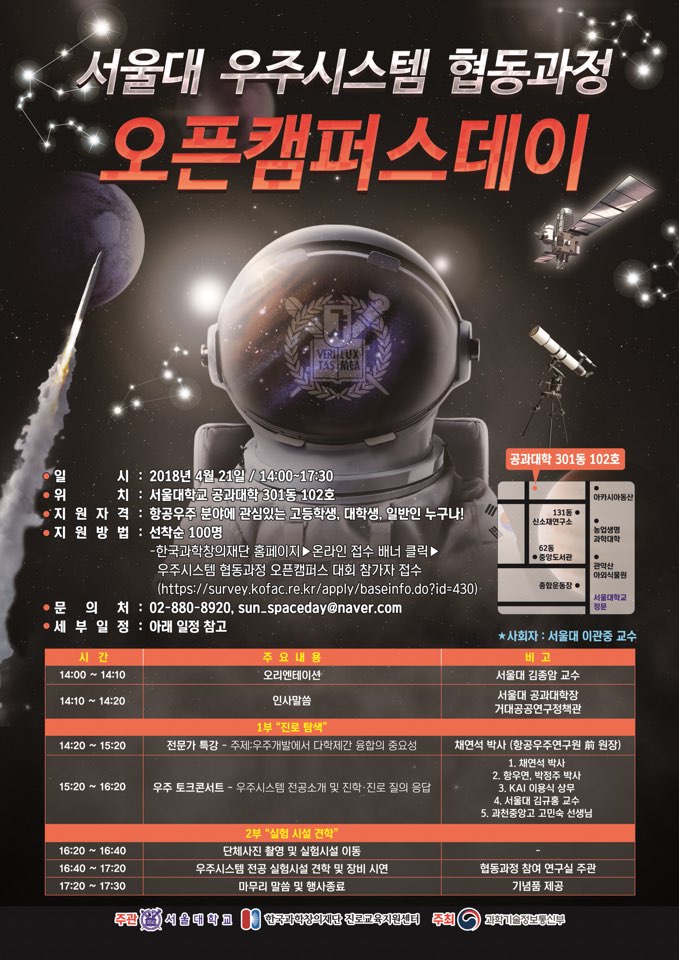 서울대 우주시스템 협동과정
오픈캠퍼스데이
VERI LUX
TAS MEA
● 일 시 : 2018년 4월 21일 / 14:00~17:30
● 위 치 : 서울대학교 공과대학 301동 102호
● 지 원 자 격 : 항공우주 분야에 관심있는 고등학생, 대학생, 일반인 누구나!
● 지 원 방 법 : 선착순 100명
-한국과학창의재단 홈페이지▶온라인 접수 배너 클릭▶
우주시스템 협동과정 오픈캠퍼스 대회 참가자 접수
(https://survey.kofac.re.kr/apply/baseinfo.do?id=430)
● 문 의 처 : 02-880-8920, sun_spaceday@naver.com
● 세 부 일 정 : 아래 일정 참고
공과대학 301동 102호
아카시아동산
131동
신소재연구소
농업생명
과학대학
62동
중앙도서관
관악산
야외식물원
종합운동장
서울대학교
정문
★사회자 : 서울대 이관중 교수
시 간 주 요 내 용 비 고
14:00 ~ 14:10 오리엔테이션 서울대 김종암 교수
14:10 ~ 14:20 인사말씀 서울대 공과대학장
거대공공연구정책관
1부 “진로 탐색”
14:20 ~ 15:20 전문가 특강 - 주제:우주개발에서 다학제간 융합의 중요성 채연석 박사 (항공우주연구원 前 원장)
15:20 ~ 16:20 우주 토크콘서트 - 우주시스템 전공소개 및 진학·진로 질의 응답 1. 채연석 박사
2. 항우연, 박정주 박사
3. KAI 이용식 상무
4. 서울대 김규홍 교수
5. 과천중앙고 고민숙 선생님
2부 “실험 시설 견학”
16:20 ~ 16:40 단체사진 촬영 및 실험시설 이동 -
16:40 ~ 17:20 우주시스템 전공 실험시설 견학 및 장비 시연 협동과정 참여 연구실 주관
17:20 ~ 17:30 마무리 말씀 및 행사종료 기념품 제공
주관 서울대학교 한국과학창의재단 진로교육지원센터 주최 과학기술정보통신부